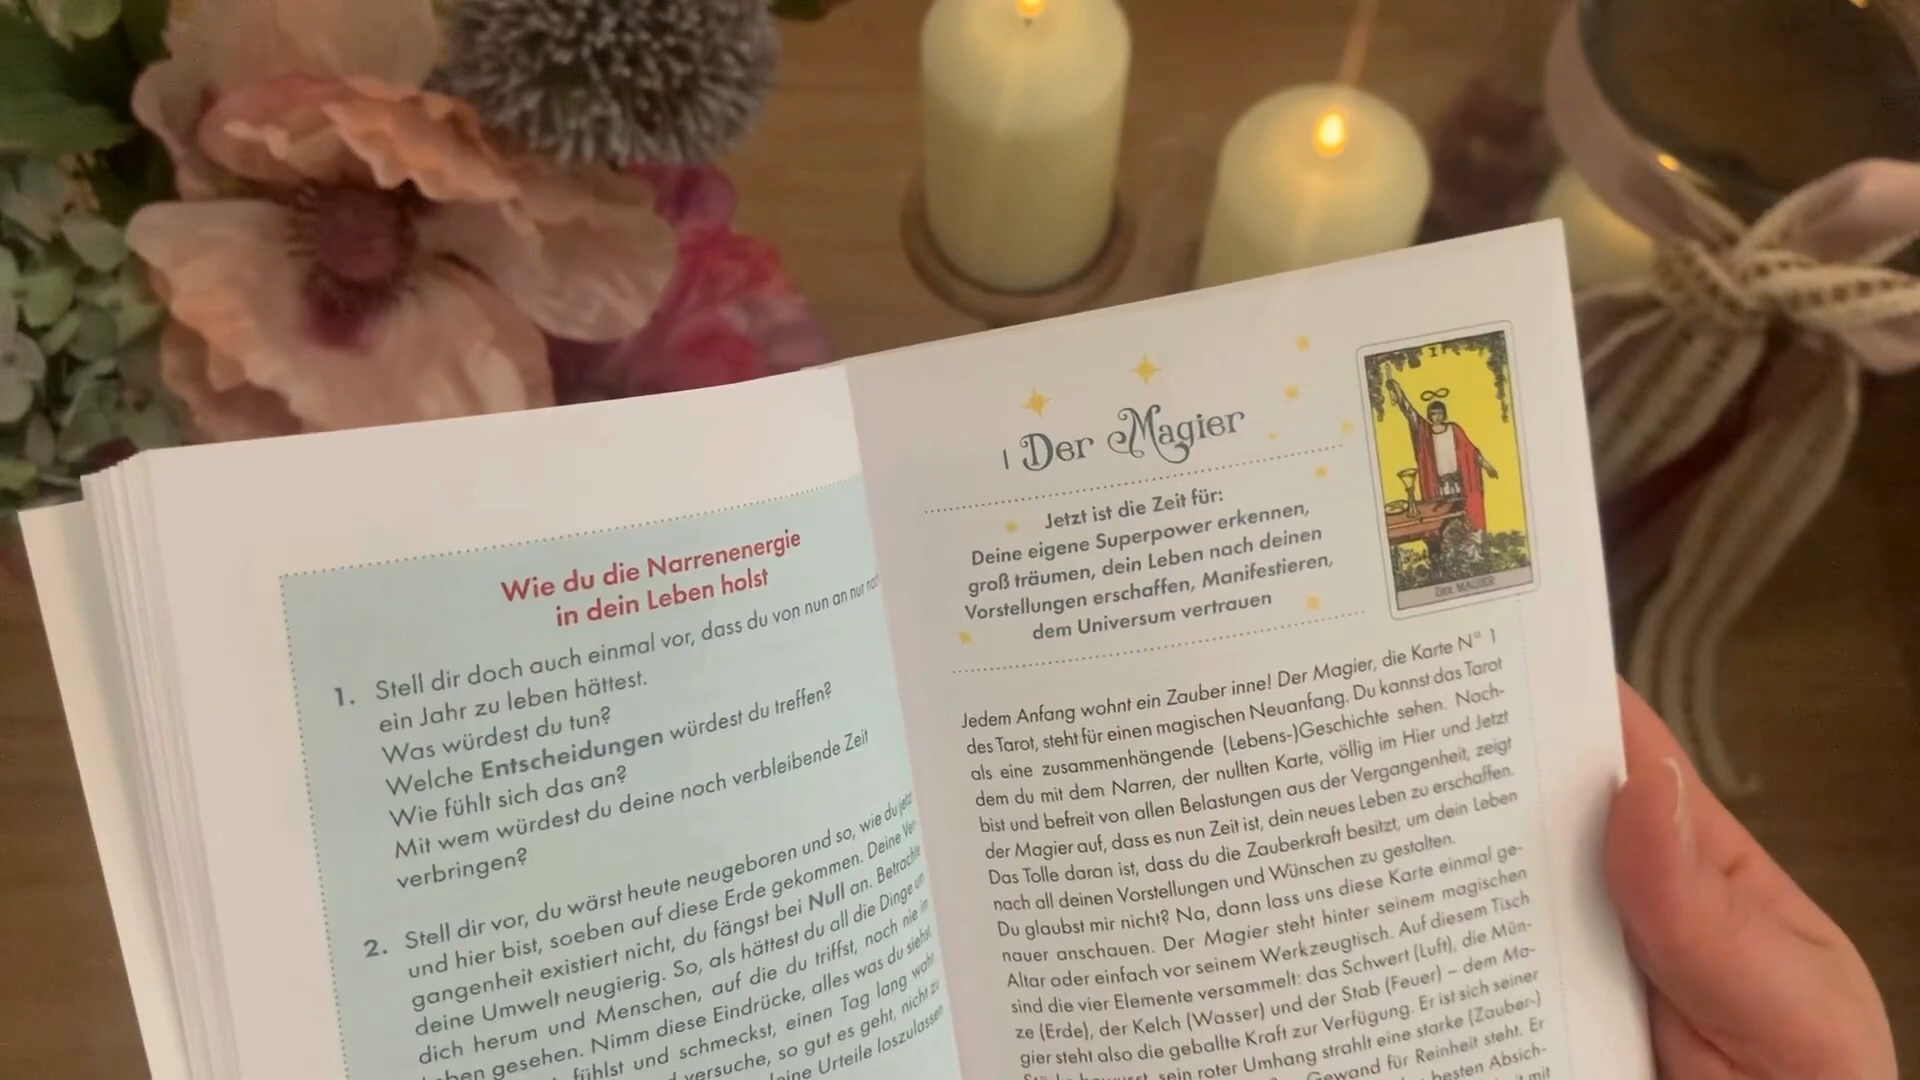 Wie du die Narrenenergie
in dein Leben holst
1. Stell dir doch auch einmal vor, dass du von nun an nur noch
ein Jahr zu leben hättest.
Was würdest du tun?
Welche Entscheidungen würdest du treffen?
Wie fühlt sich das an?
Mit wem würdest du deine noch verbleibende Zeit
verbringen?
2. Stell dir vor, du wärst heute neugeboren und so, wie du jetzt
und hier bist, soeben auf diese Erde gekommen. Deine Ver-
gangenheit existiert nicht, du fängst bei Null an. Betrachte
deine Umwelt neugierig. So, als hättest du all die Dinge um
dich herum und Menschen, auf die du triffst, noch nie im
gesehen. Nimm diese Eindrücke, alles was du siehst,
fühlst und schmeckst, einen Tag lang wahr
versuche, so gut es geht, nicht zu
Urteile loszulassen
I Der Magier
Jetzt ist die Zeit für:
Deine eigene Superpower erkennen,
groß träumen, dein Leben nach deinen
Vorstellungen erschaffen, Manifestieren,
dem Universum vertrauen
I
DER MAGIER
Jedem Anfang wohnt ein Zauber inne! Der Magier, die Karte N° 1
des Tarot, steht für einen magischen Neuanfang. Du kannst das Tarot
als eine zusammenhängende (Lebens-)Geschichte sehen. Nach-
dem du mit dem Narren, der nullten Karte, völlig im Hier und Jetzt
bist und befreit von allen Belastungen aus der Vergangenheit, zeigt
der Magier auf, dass es nun Zeit ist, dein neues Leben zu erschaffen.
Das Tolle daran ist, dass du die Zauberkraft besitzt, um dein Leben
nach all deinen Vorstellungen und Wünschen zu gestalten.
Du glaubst mir nicht? Na, dann lass uns diese Karte einmal ge-
nauer anschauen. Der Magier steht hinter seinem magischen
Altar oder einfach vor seinem Werkzeugtisch. Auf diesem Tisch
sind die vier Elemente versammelt: das Schwert (Luft), die Mün-
ze (Erde), der Kelch (Wasser) und der Stab (Feuer) – dem Ma-
gier steht also die geballte Kraft zur Verfügung. Er ist sich seiner
bewusst, sein roter Umhang strahlt eine starke (Zauber-)
Gewand für Reinheit steht. Er
besten Absich-
mit